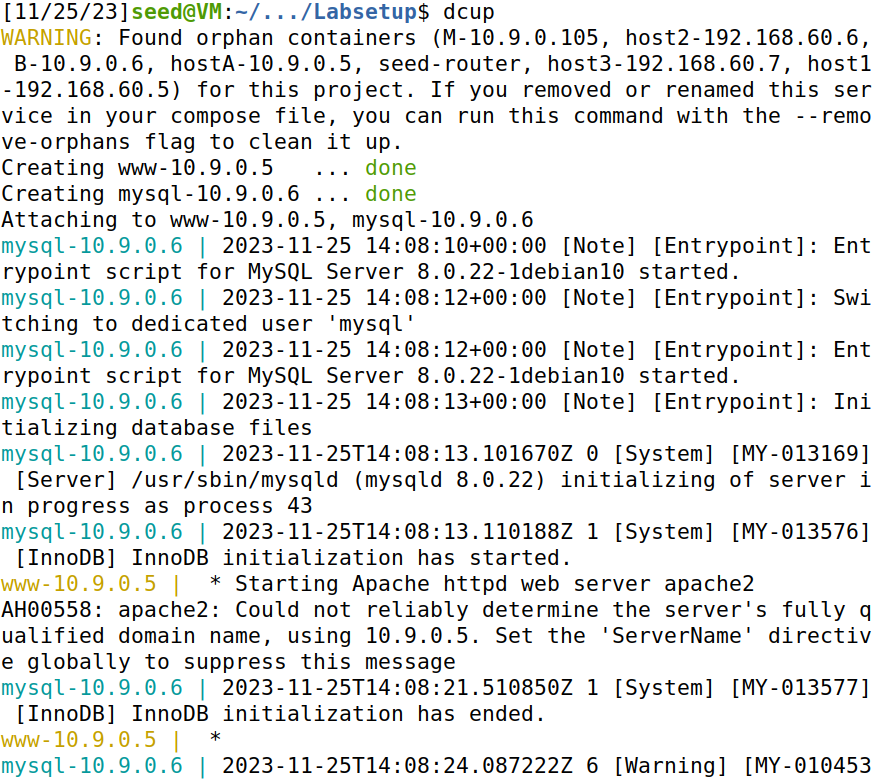 [11/25/23]seed@VM:~/.../Labsetup$ dcup
WARNING: Found orphan containers (M-10.9.0.105, host2-192.168.60.6,
 B-10.9.0.6, hostA-10.9.0.5, seed-router, host3-192.168.60.7, host1
-192.168.60.5) for this project. If you removed or renamed this ser
vice in your compose file, you can run this command with the --remo
ve-orphans flag to clean it up.
Creating www-10.9.0.5   ... done
Creating mysql-10.9.0.6 ... done
Attaching to www-10.9.0.5, mysql-10.9.0.6
mysql-10.9.0.6 | 2023-11-25 14:08:10+00:00 [Note] [Entrypoint]: Ent
rypoint script for MySQL Server 8.0.22-1debian10 started.
mysql-10.9.0.6 | 2023-11-25 14:08:12+00:00 [Note] [Entrypoint]: Swi
tching to dedicated user 'mysql'
mysql-10.9.0.6 | 2023-11-25 14:08:12+00:00 [Note] [Entrypoint]: Ent
rypoint script for MySQL Server 8.0.22-1debian10 started.
mysql-10.9.0.6 | 2023-11-25 14:08:13+00:00 [Note] [Entrypoint]: Ini
tializing database files
mysql-10.9.0.6 | 2023-11-25T14:08:13.101670Z 0 [System] [MY-013169]
 [Server] /usr/sbin/mysqld (mysqld 8.0.22) initializing of server i
n progress as process 43
mysql-10.9.0.6 | 2023-11-25T14:08:13.110188Z 1 [System] [MY-013576]
 [InnoDB] InnoDB initialization has started.
www-10.9.0.5 |  * Starting Apache httpd web server apache2
AH00558: apache2: Could not reliably determine the server's fully q
ualified domain name, using 10.9.0.5. Set the 'ServerName' directiv
e globally to suppress this message
mysql-10.9.0.6 | 2023-11-25T14:08:21.510850Z 1 [System] [MY-013577]
 [InnoDB] InnoDB initialization has ended.
www-10.9.0.5 |  *
mysql-10.9.0.6 | 2023-11-25T14:08:24.087222Z 6 [Warning] [MY-010453